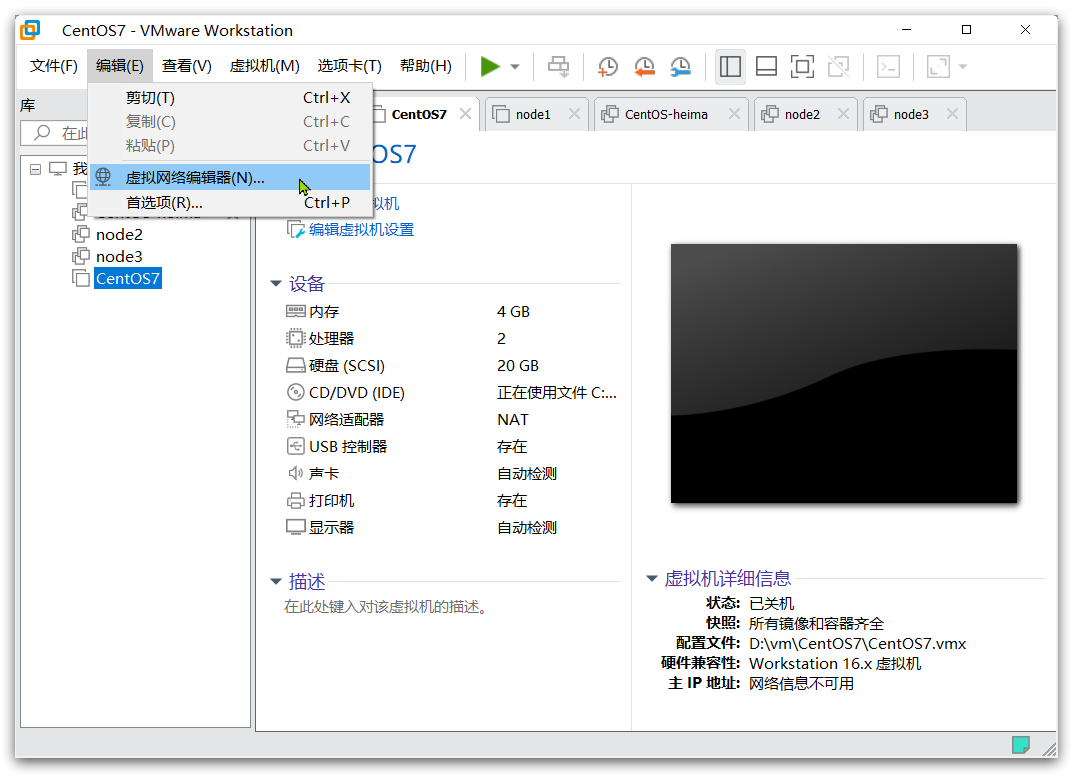 CentOS7 - VMware Workstation
文件(F) 编辑(E) 查看(V) 虚拟机(M) 选项卡(T) 帮助(H)
库
在此
我
node2
node3
CentOS7
剪切(T) Ctrl+X
复制(C) Ctrl+C
粘贴(P) Ctrl+V
虚拟网络编辑器(N)...
首选项(R)... Ctrl+P
CentOS7 node1 CentOS-heima node2 node3
OS7
拟机
编辑虚拟机设置
设备
内存 4 GB
处理器 2
硬盘 (SCSI) 20 GB
CD/DVD (IDE) 正在使用文件 C:...
网络适配器 NAT
USB 控制器 存在
声卡 自动检测
打印机 存在
显示器 自动检测
描述
在此处键入对该虚拟机的描述。
虚拟机详细信息
状态: 已关机
快照: 所有镜像和容器齐全
配置文件: D:\vm\CentOS7\CentOS7.vmx
硬件兼容性: Workstation 16.x 虚拟机
主 IP 地址: 网络信息不可用